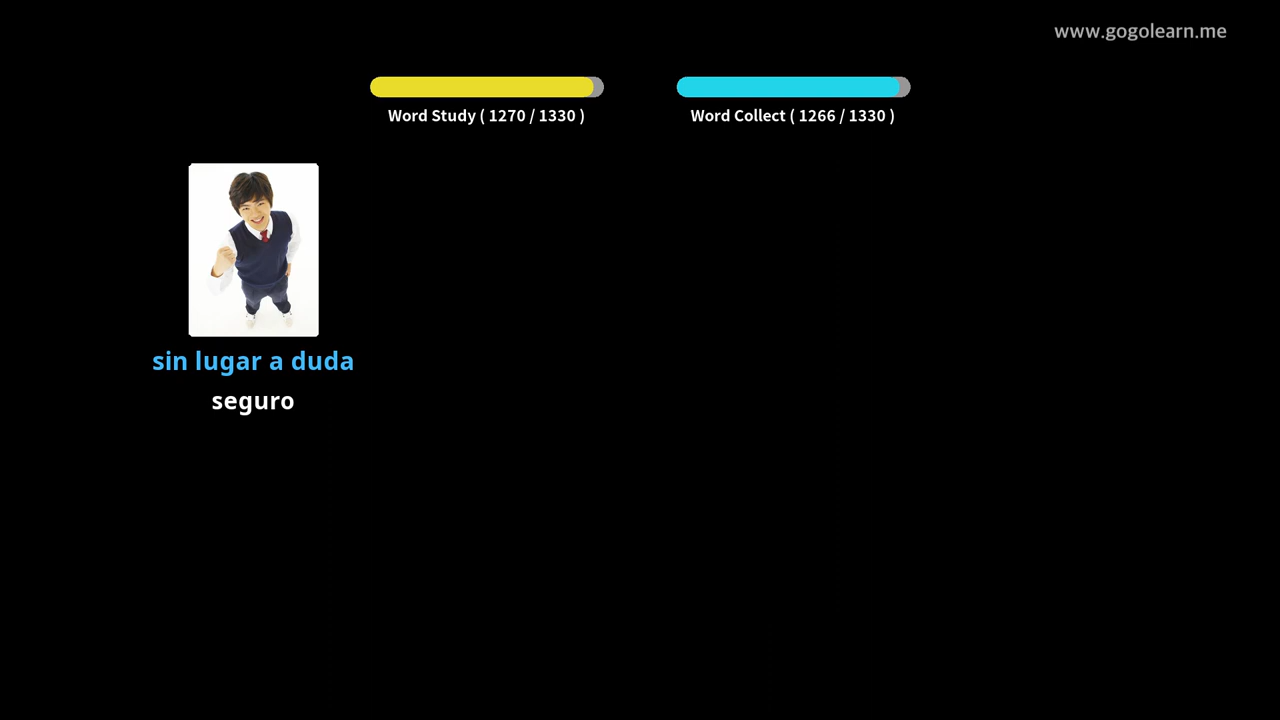 www.gogolearn.me
Word Study ( 1270 / 1330 )
Word Collect ( 1266 / 1330 )
sin lugar a duda
seguro